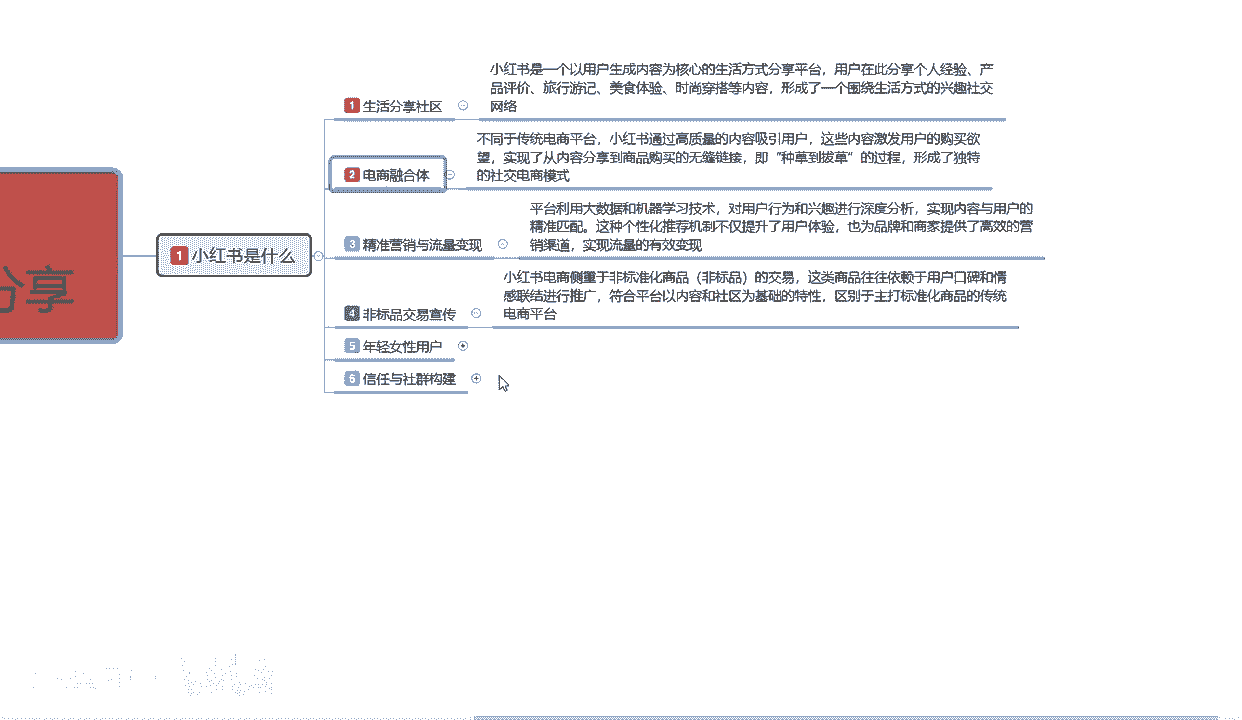 小红书是一个以用户生成内容为核心的生活方式分享平台，用户在此分享个人经验、产
品评价、旅行游记、美食体验、时尚穿搭等内容，形成了一个围绕生活方式的兴趣社交
网络
1 生活分享社区
不同于传统电商平台，小红书通过高质量的内容吸引用户，这些内容激发用户的购买欲
望，实现了从内容分享到商品购买的无缝链接，即“种草到拔草”的过程，形成了独特
的社交电商模式
2 电商融合体
平台利用大数据和机器学习技术，对用户行为和兴趣进行深度分析，实现内容与用户的
精准匹配。这种个性化推荐机制不仅提升了用户体验，也为品牌和商家提供了高效的营
销渠道，实现流量的有效变现
3 精准营销与流量变现
1 小红书是什么
分享
小红书电商侧重于非标准化商品（非标品）的交易，这类商品往往依赖于用户口碑和情
感联结进行推广，符合平台以内容和社区为基础的特性，区别于主打标准化商品的传统
电商平台
4 非标品交易宣传
5 年轻女性用户
6 信任与社群构建